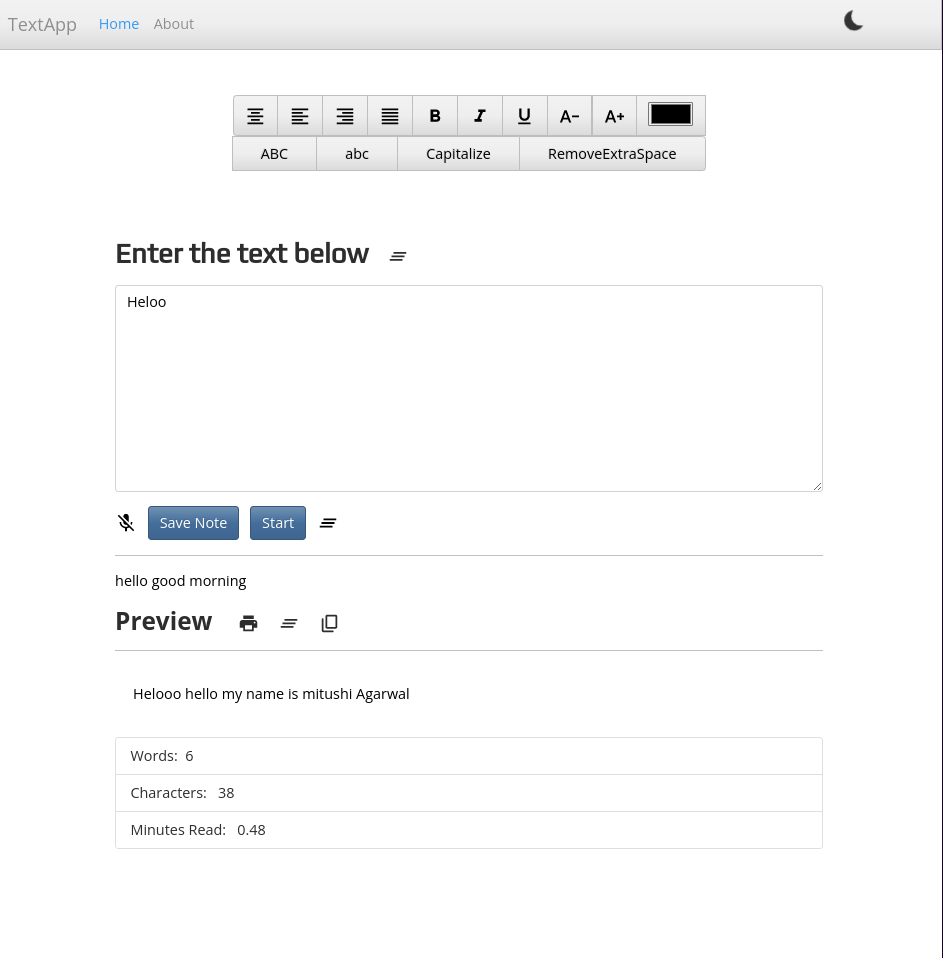 TextApp Home About
B I U A- A+
ABC abc Capitalize RemoveExtraSpace
Enter the text below
Heloo
Save Note Start
hello good morning
Preview
Helooo hello my name is mitushi Agarwal
Words: 6
Characters: 38
Minutes Read: 0.48